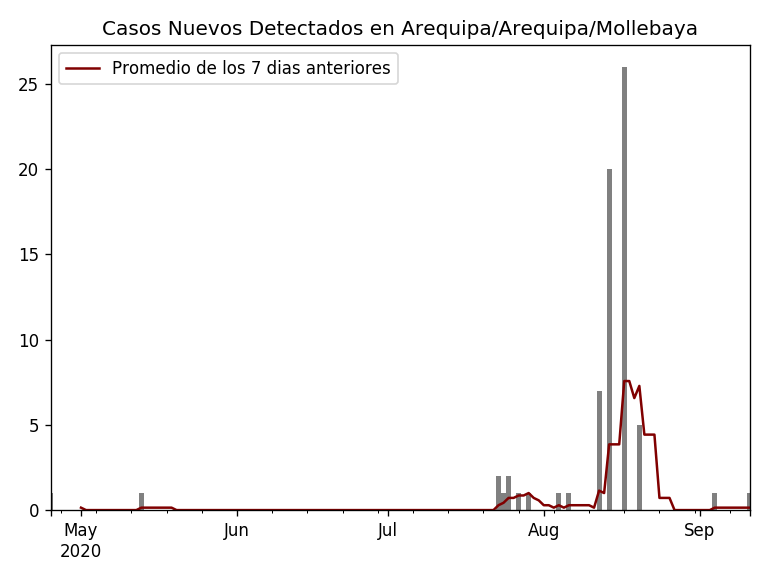 Casos Nuevos Detectados en Arequipa/Arequipa/Mollebaya
Promedio de los 7 dias anteriores
25
20
15
10
5
0
May Jun Jul Aug Sep
2020